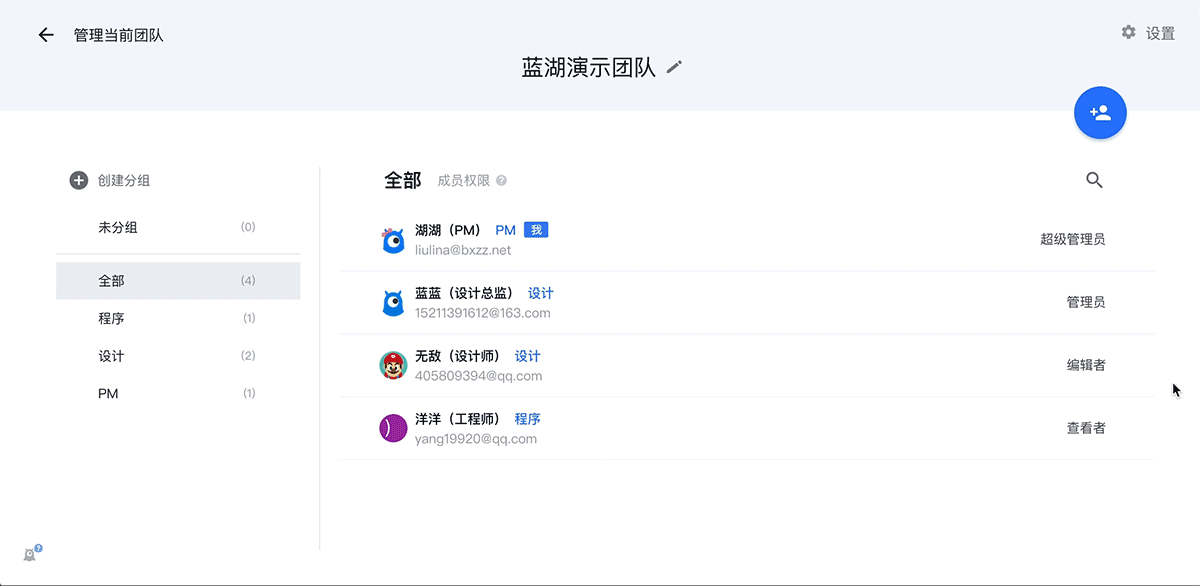 管理当前团队
设置
蓝湖演示团队
创建分组
未分组 (0)
全部 (4)
程序 (1)
设计 (2)
PM (1)
全部 成员权限 ?
湖湖（PM） PM 我
liulina@bxzz.net
超级管理员
蓝蓝（设计总监） 设计
15211391612@163.com
管理员
无敌（设计师） 设计
405809394@qq.com
编辑者
洋洋（工程师） 程序
yang19920@qq.com
查看者
?